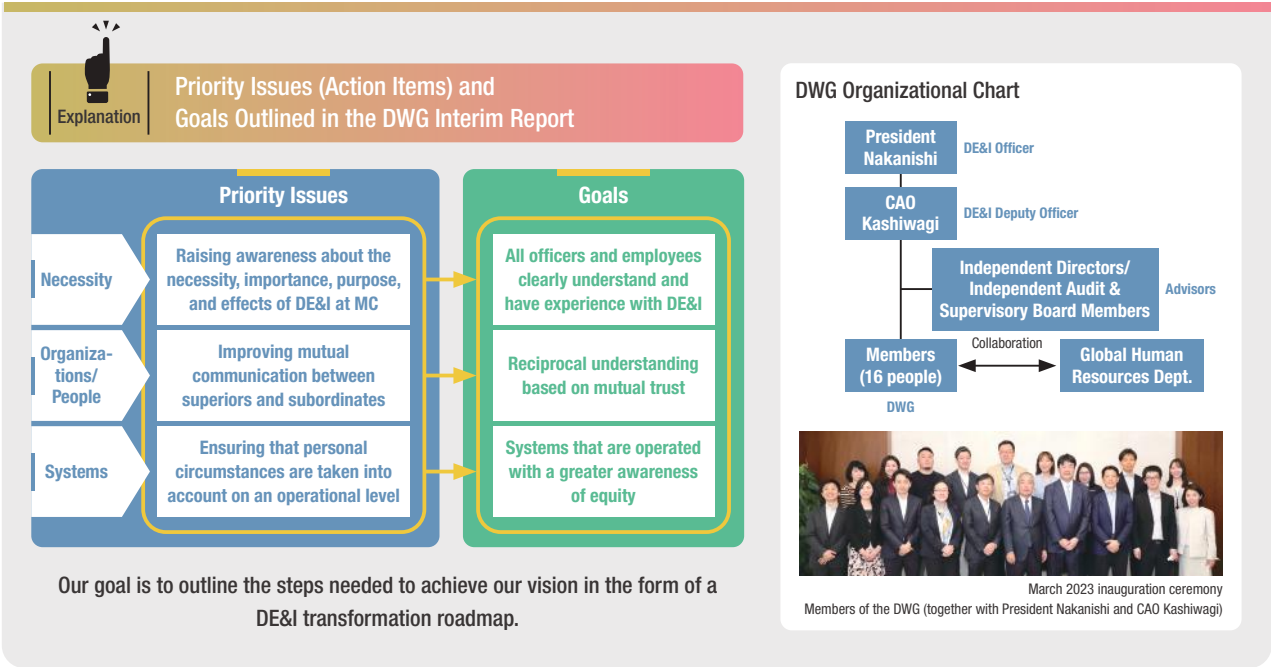 Explanation
Priority Issues (Action Items) and
Goals Outlined in the DWG Interim Report
Priority Issues
Goals
Necessity
Raising awareness about the
necessity, importance, purpose,
and effects of DE&I at MC
All officers and employees
clearly understand and
have experience with DE&I
Organiza-
tions/
People
Improving mutual
communication between
superiors and subordinates
Reciprocal understanding
based on mutual trust
Systems
Ensuring that personal
circumstances are taken into
account on an operational level
Systems that are operated
with a greater awareness
of equity
Our goal is to outline the steps needed to achieve our vision in the form of a
DE&I transformation roadmap.
DWG Organizational Chart
President
Nakanishi
DE&I Officer
CAO
Kashiwagi
DE&I Deputy Officer
Independent Directors/
Independent Audit &
Supervisory Board Members
Advisors
Members
(16 people)
DWG
Collaboration
Global Human
Resources Dept.
March 2023 inauguration ceremony
Members of the DWG (together with President Nakanishi and CAO Kashiwagi)